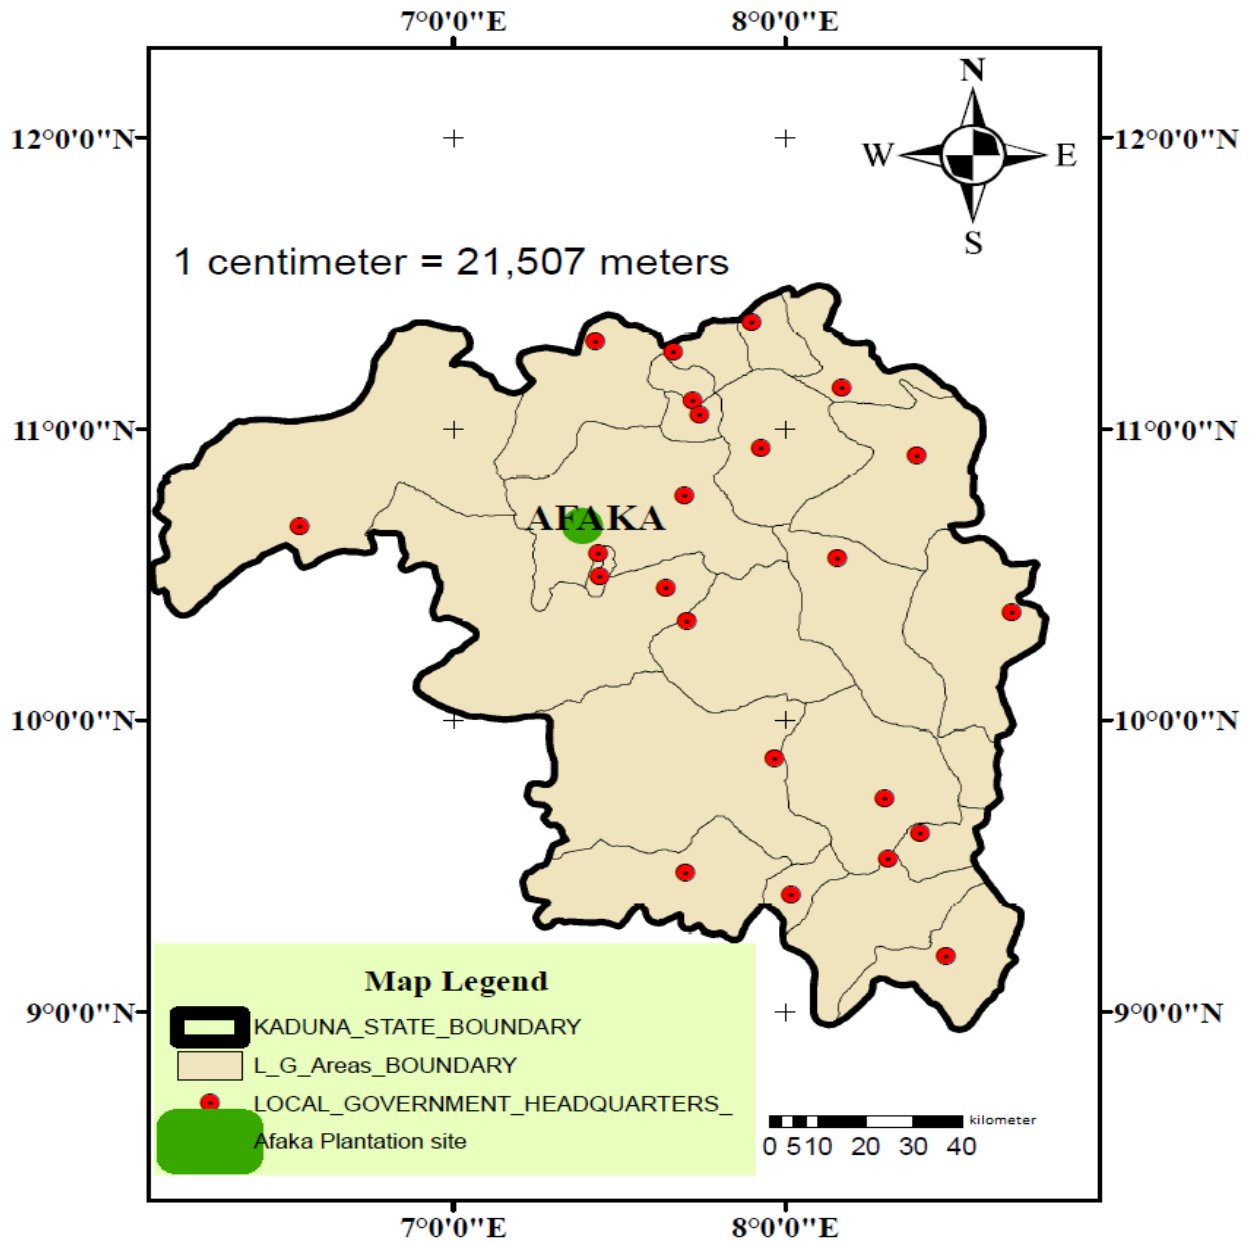 7°0'0"E 8°0'0"E
N
12°0'0"N 12°0'0"N
W E
S
1 centimeter = 21,507 meters
11°0'0"N 11°0'0"N
AFAKA
10°0'0"N 10°0'0"N
Map Legend
9°0'0"N 9°0'0"N
KADUNA_STATE_BOUNDARY
L_G_Areas_BOUNDARY
LOCAL_GOVERNMENT_HEADQUARTERS_
Afaka Plantation site
kilometer
0 5 10 20 30 40
7°0'0"E 8°0'0"E